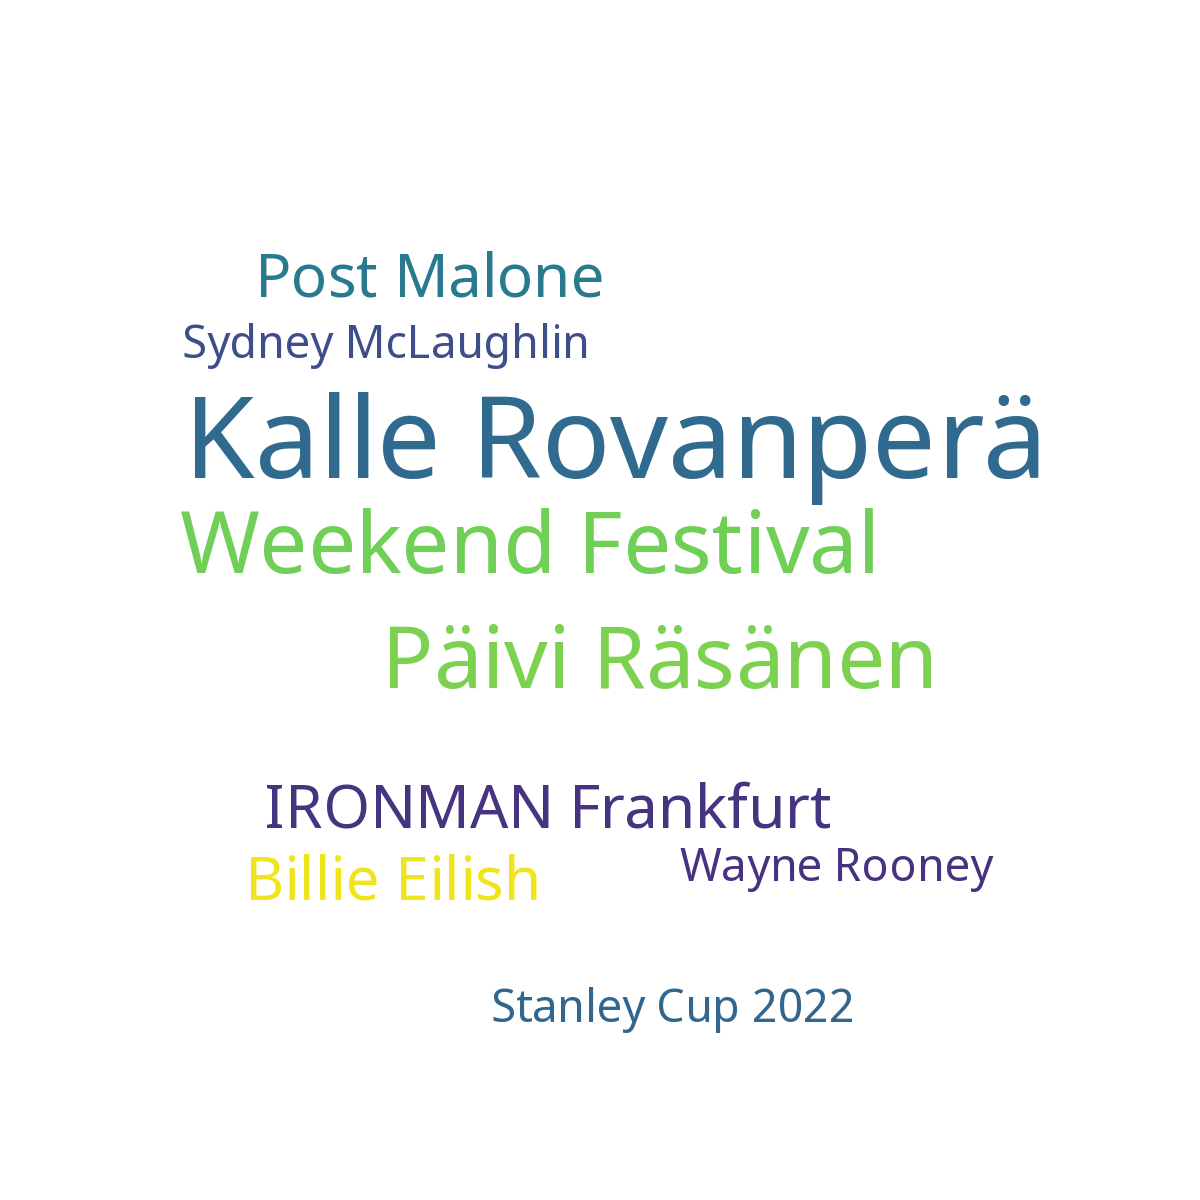 Post Malone
Sydney McLaughlin
Kalle Rovanperä
Weekend Festival
Päivi Räsänen
IRONMAN Frankfurt
Billie Eilish
Wayne Rooney
Stanley Cup 2022